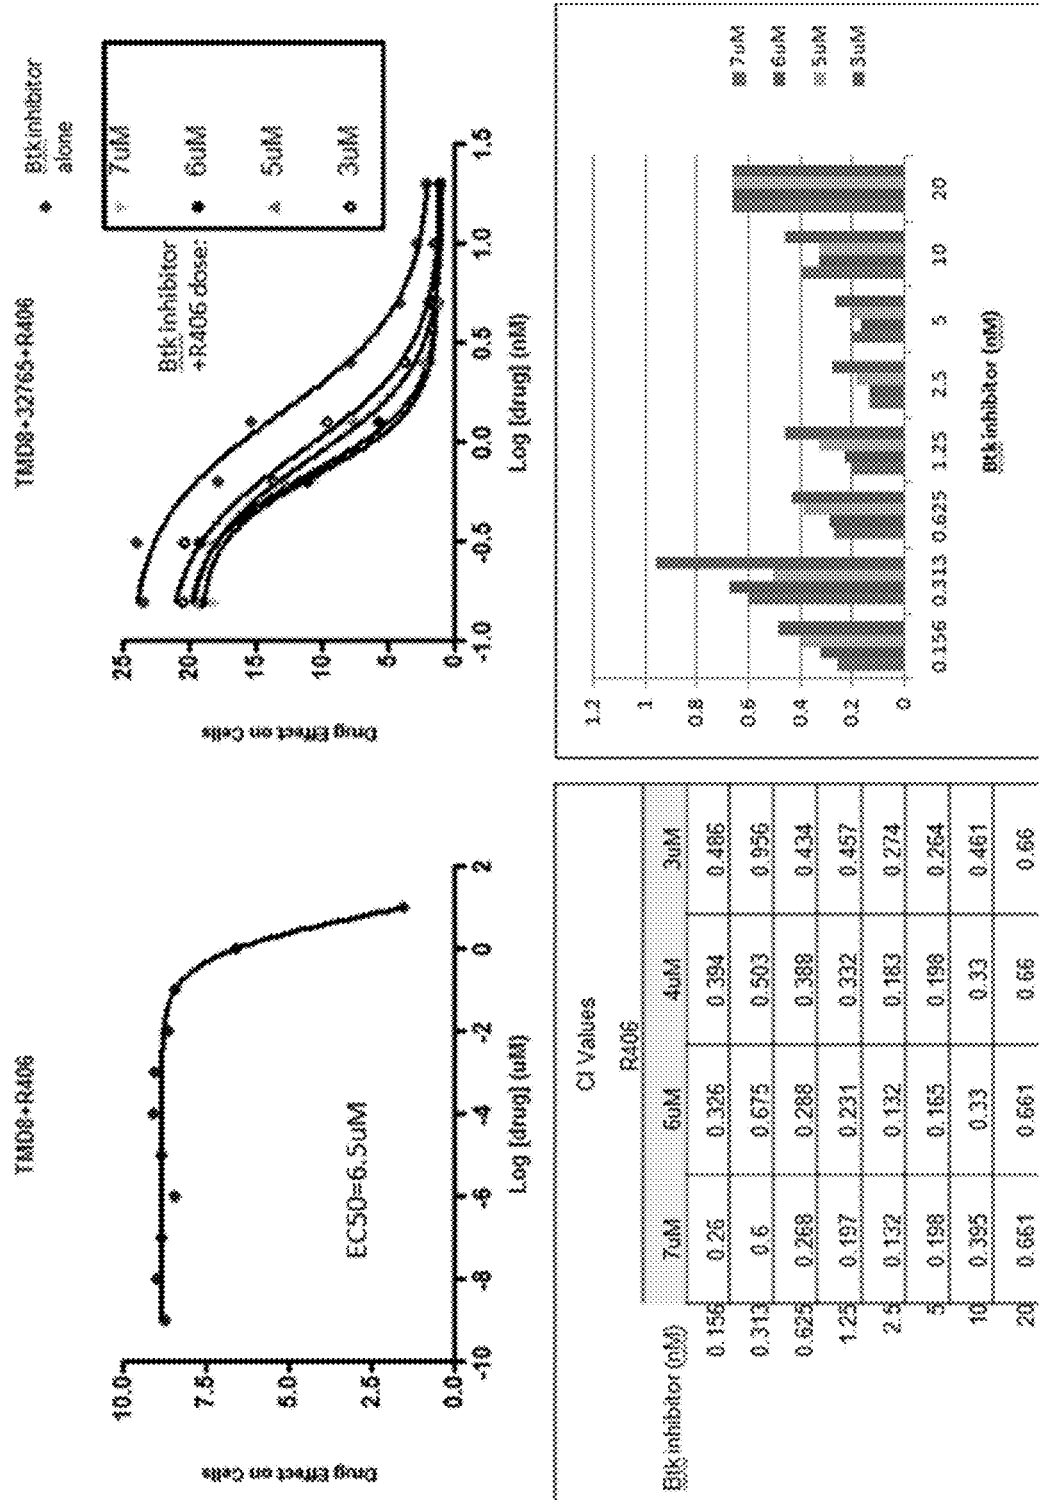 TMD8+R406
Drug Effect on Cells
10.0
7.5
5.0
2.5
0.0
EC50=6.5uM
-10 -8 -6 -4 -2 0 2
Log [drug] (uM)
TMD8+32765+R406
Drug Effect on Cells
25
20
15
10
5
0
-1.0 -0.5 0.0 0.5 1.0 1.5
Log [drug] (nM)
Btk inhibitor
alone
Btk inhibitor
+R406 dose:
7uM
6uM
5uM
3uM
CI Values
R406
Btk inhibitor (nM) 7uM 6uM 4uM 3uM
0.156 0.26 0.326 0.394 0.486
0.313 0.6 0.675 0.503 0.956
0.625 0.268 0.288 0.388 0.434
1.25 0.197 0.231 0.332 0.457
2.5 0.132 0.132 0.183 0.274
5 0.198 0.165 0.198 0.264
10 0.395 0.33 0.33 0.461
20 0.661 0.661 0.66 0.66
1.2
1
0.8
0.6
0.4
0.2
0
0.156 0.313 0.625 1.25 2.5 5 10 20
Btk inhibitor (nM)
7uM
6uM
5uM
3uM